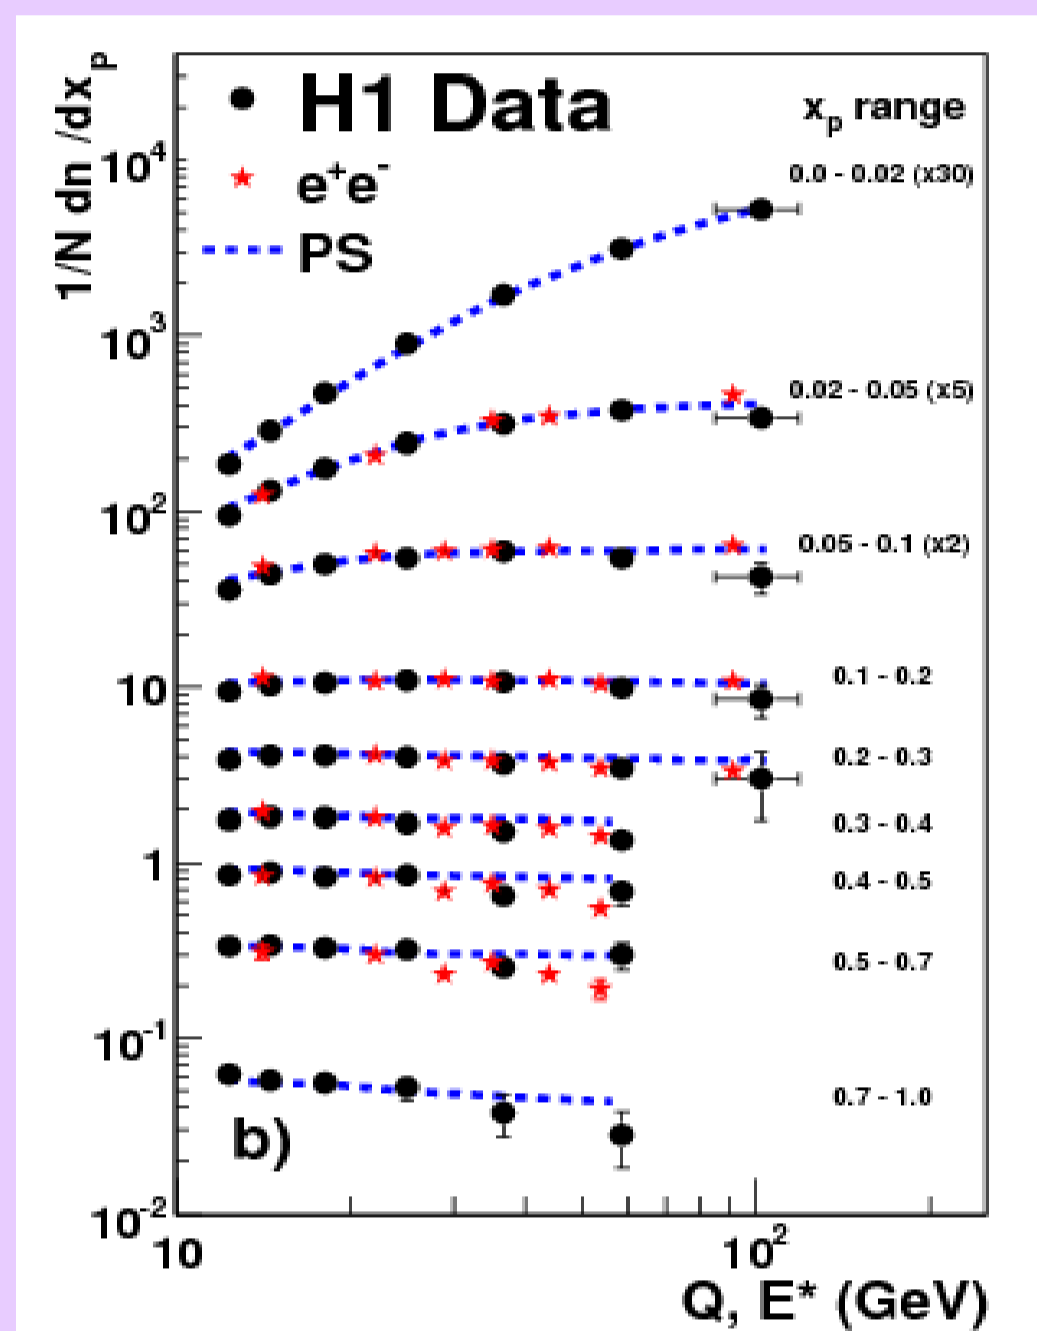 1/N dn /dxₚ
H1 Data
e⁺e⁻
PS
xₚ range
0.0 - 0.02 (x30)
0.02 - 0.05 (x5)
0.05 - 0.1 (x2)
0.1 - 0.2
0.2 - 0.3
0.3 - 0.4
0.4 - 0.5
0.5 - 0.7
0.7 - 1.0
10⁴
10³
10²
10
1
10⁻¹
10⁻²
b)
10
10²
Q, E* (GeV)